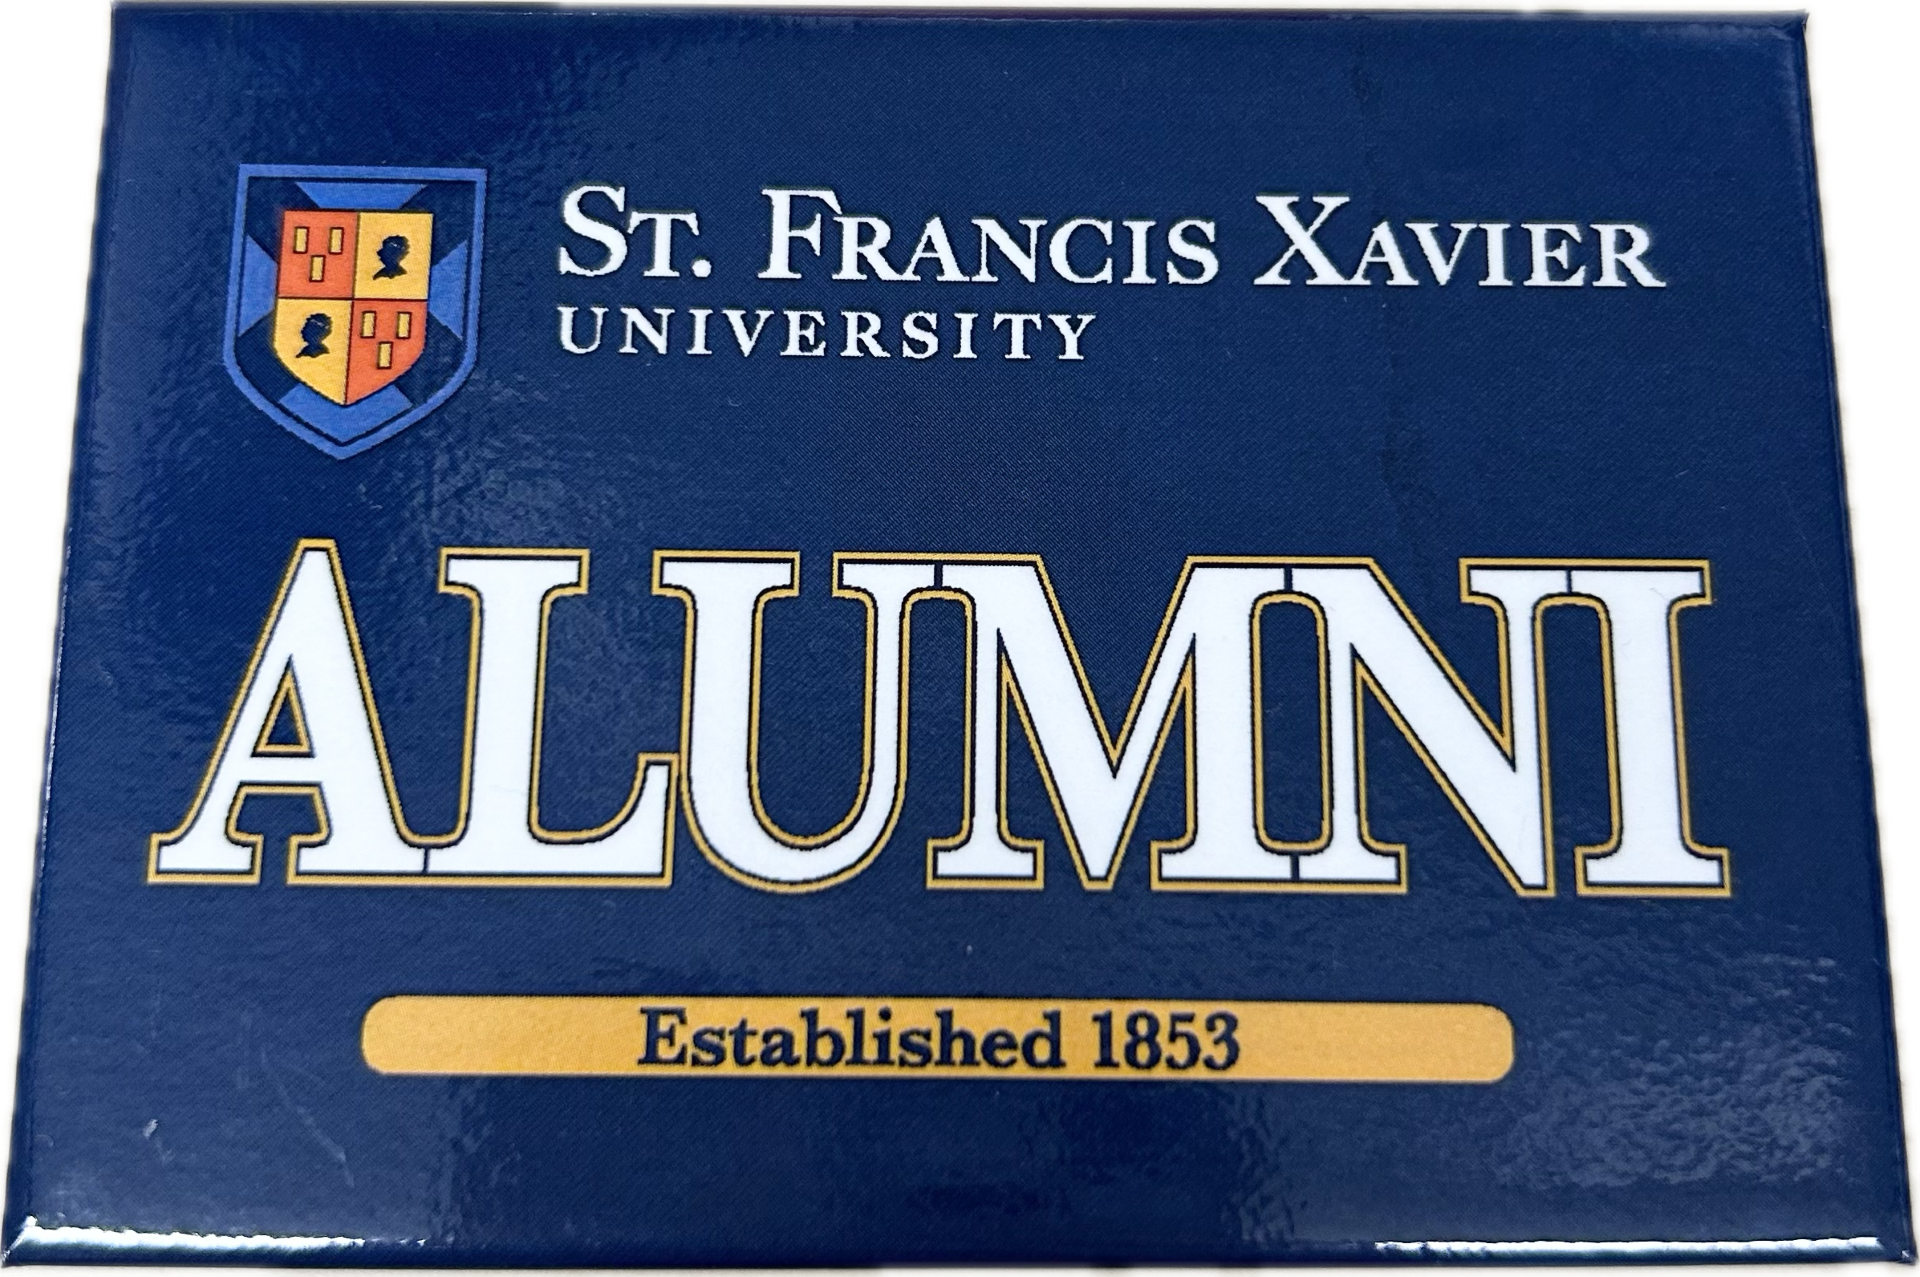 St. Francis Xavier
UNIVERSITY
ALUMNI
Established 1853